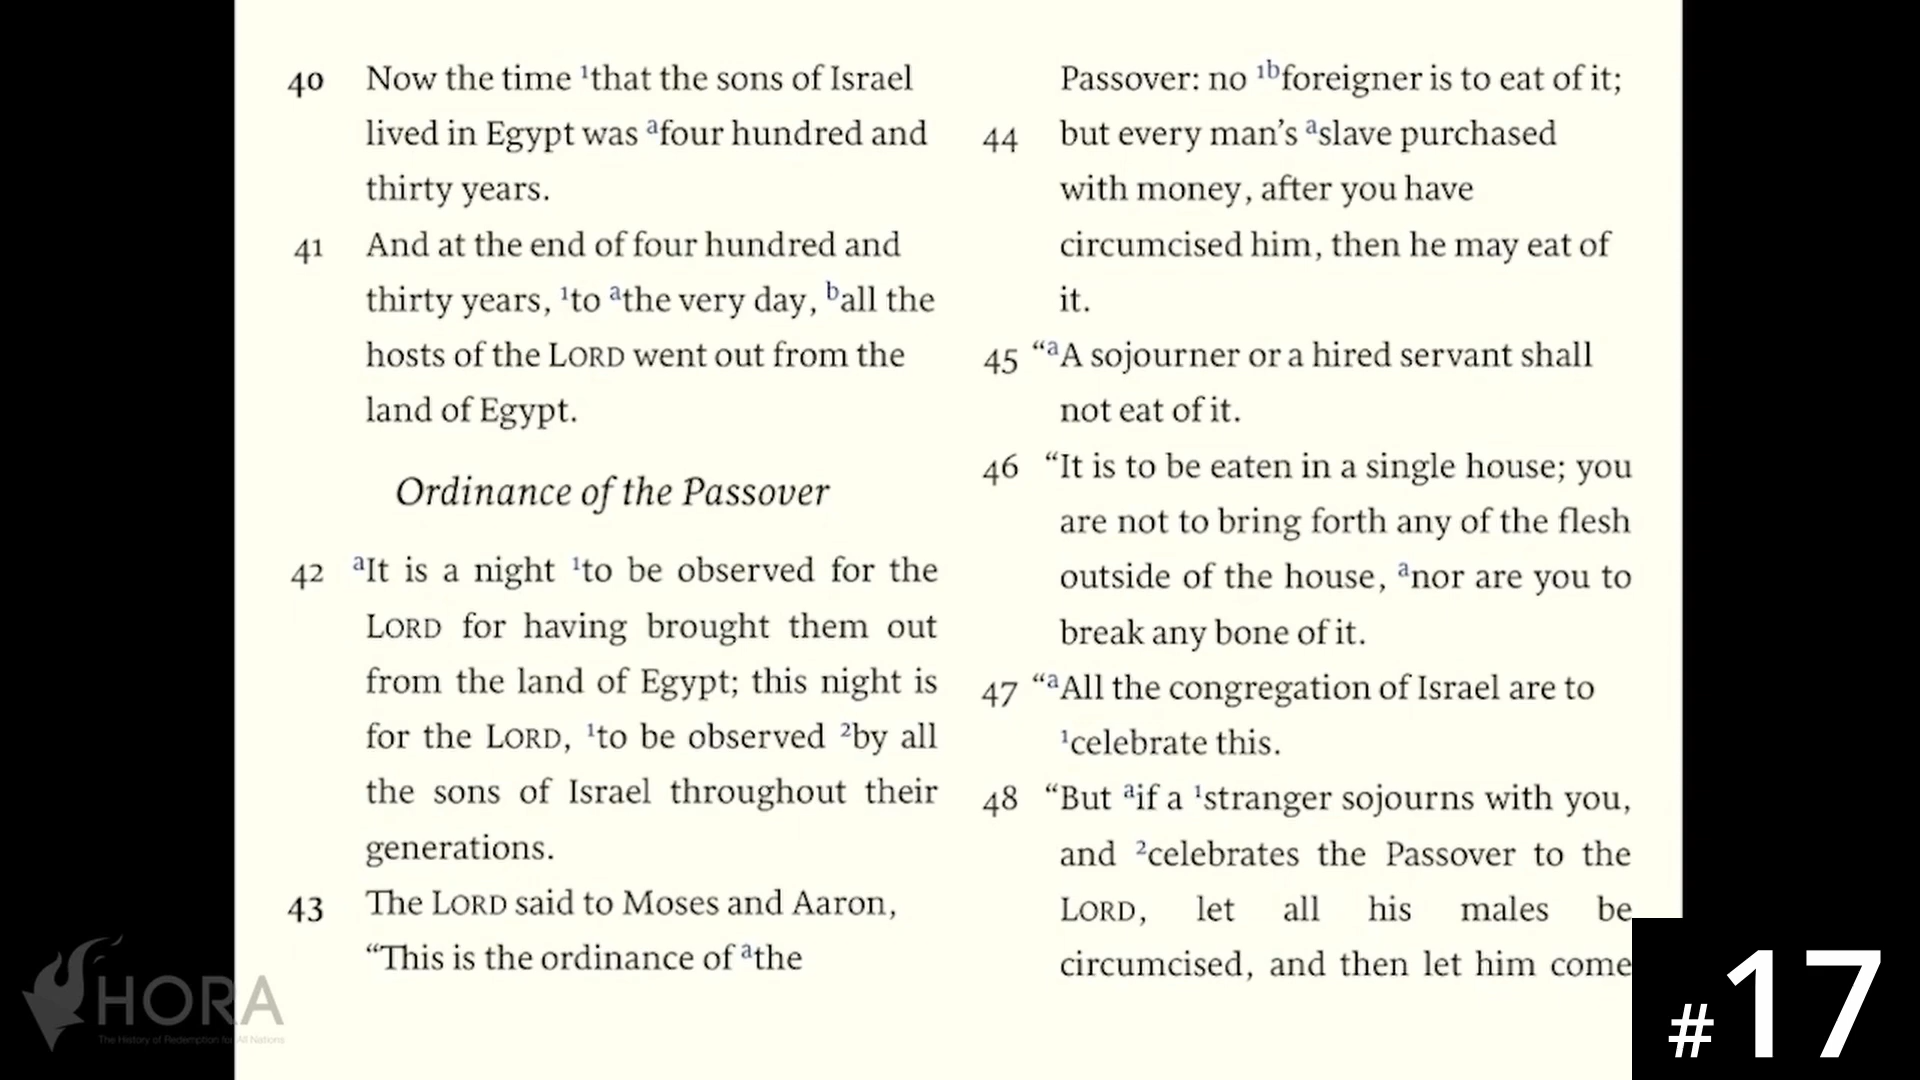 40 Now the time ¹that the sons of Israel
lived in Egypt was ᵃfour hundred and
thirty years.
41 And at the end of four hundred and
thirty years, ¹to ᵃthe very day, ᵇall the
hosts of the LORD went out from the
land of Egypt.
Ordinance of the Passover
42 ᵃIt is a night ¹to be observed for the
LORD for having brought them out
from the land of Egypt; this night is
for the LORD, ¹to be observed ²by all
the sons of Israel throughout their
generations.
43 The LORD said to Moses and Aaron,
“This is the ordinance of ᵃthe
Passover: no ¹ᵇforeigner is to eat of it;
44 but every man’s ᵃslave purchased
with money, after you have
circumcised him, then he may eat of
it.
45 “ᵃA sojourner or a hired servant shall
not eat of it.
46 “It is to be eaten in a single house; you
are not to bring forth any of the flesh
outside of the house, ᵃnor are you to
break any bone of it.
47 “ᵃAll the congregation of Israel are to
¹celebrate this.
48 “But ᵃif a ¹stranger sojourns with you,
and ²celebrates the Passover to the
LORD, let all his males be
circumcised, and then let him come
HORA
The History of Redemption for All Nations
#17